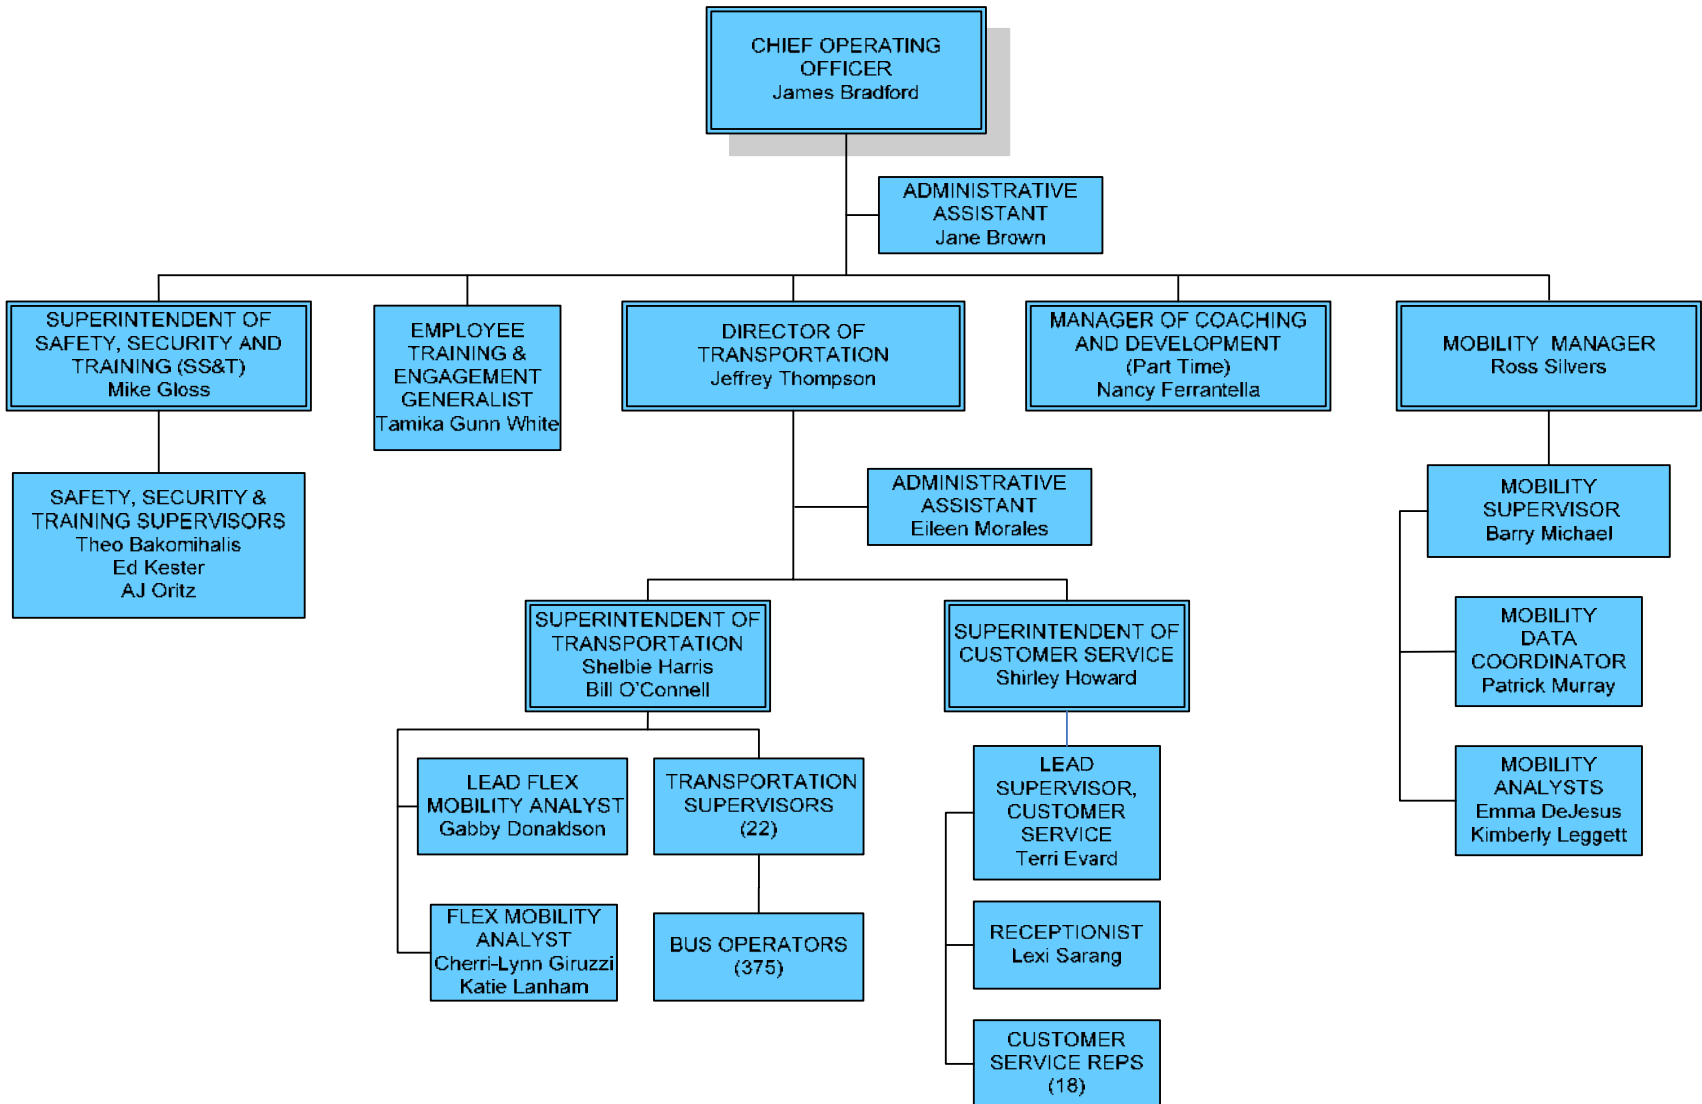 CHIEF OPERATING
OFFICER
James Bradford
ADMINISTRATIVE
ASSISTANT
Jane Brown
SUPERINTENDENT OF
SAFETY, SECURITY AND
TRAINING (SS&T)
Mike Gloss
EMPLOYEE
TRAINING &
ENGAGEMENT
GENERALIST
Tamika Gunn White
DIRECTOR OF
TRANSPORTATION
Jeffrey Thompson
MANAGER OF COACHING
AND DEVELOPMENT
(Part Time)
Nancy Ferrantella
MOBILITY MANAGER
Ross Silvers
SAFETY, SECURITY &
TRAINING SUPERVISORS
Theo Bakomihalis
Ed Kester
AJ Oritz
ADMINISTRATIVE
ASSISTANT
Eileen Morales
MOBILITY
SUPERVISOR
Barry Michael
SUPERINTENDENT OF
TRANSPORTATION
Shelbie Harris
Bill O'Connell
SUPERINTENDENT OF
CUSTOMER SERVICE
Shirley Howard
MOBILITY
DATA
COORDINATOR
Patrick Murray
LEAD FLEX
MOBILITY ANALYST
Gabby Donaldson
TRANSPORTATION
SUPERVISORS
(22)
LEAD
SUPERVISOR,
CUSTOMER
SERVICE
Terri Evard
MOBILITY
ANALYSTS
Emma DeJesus
Kimberly Leggett
FLEX MOBILITY
ANALYST
Cherri-Lynn Giruzzi
Katie Lanham
BUS OPERATORS
(375)
RECEPTIONIST
Lexi Sarang
CUSTOMER
SERVICE REPS
(18)